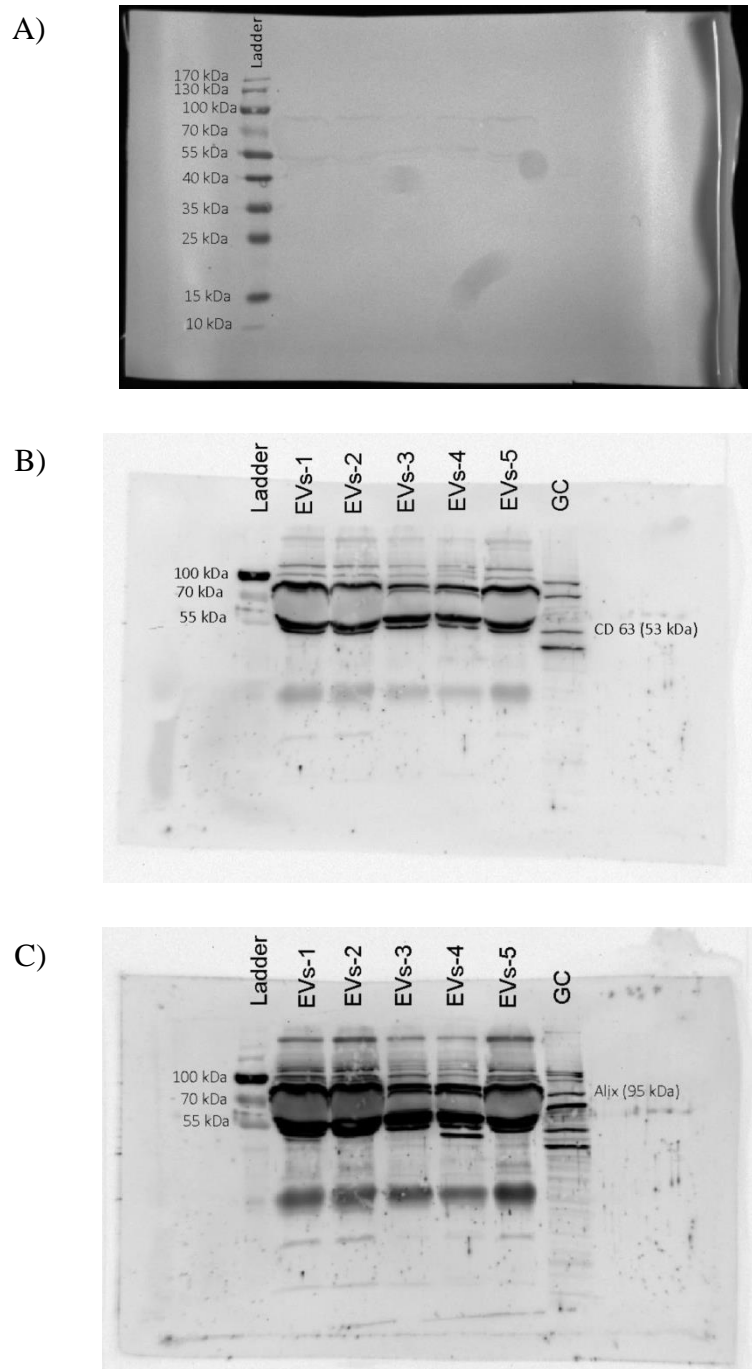 A)
Ladder
170 kDa
130 kDa
100 kDa
70 kDa
55 kDa
40 kDa
35 kDa
25 kDa
15 kDa
10 kDa
B)
Ladder
EVs-1
EVs-2
EVs-3
EVs-4
EVs-5
GC
100 kDa
70 kDa
55 kDa
CD 63 (53 kDa)
C)
Ladder
EVs-1
EVs-2
EVs-3
EVs-4
EVs-5
GC
100 kDa
70 kDa
55 kDa
Alix (95 kDa)